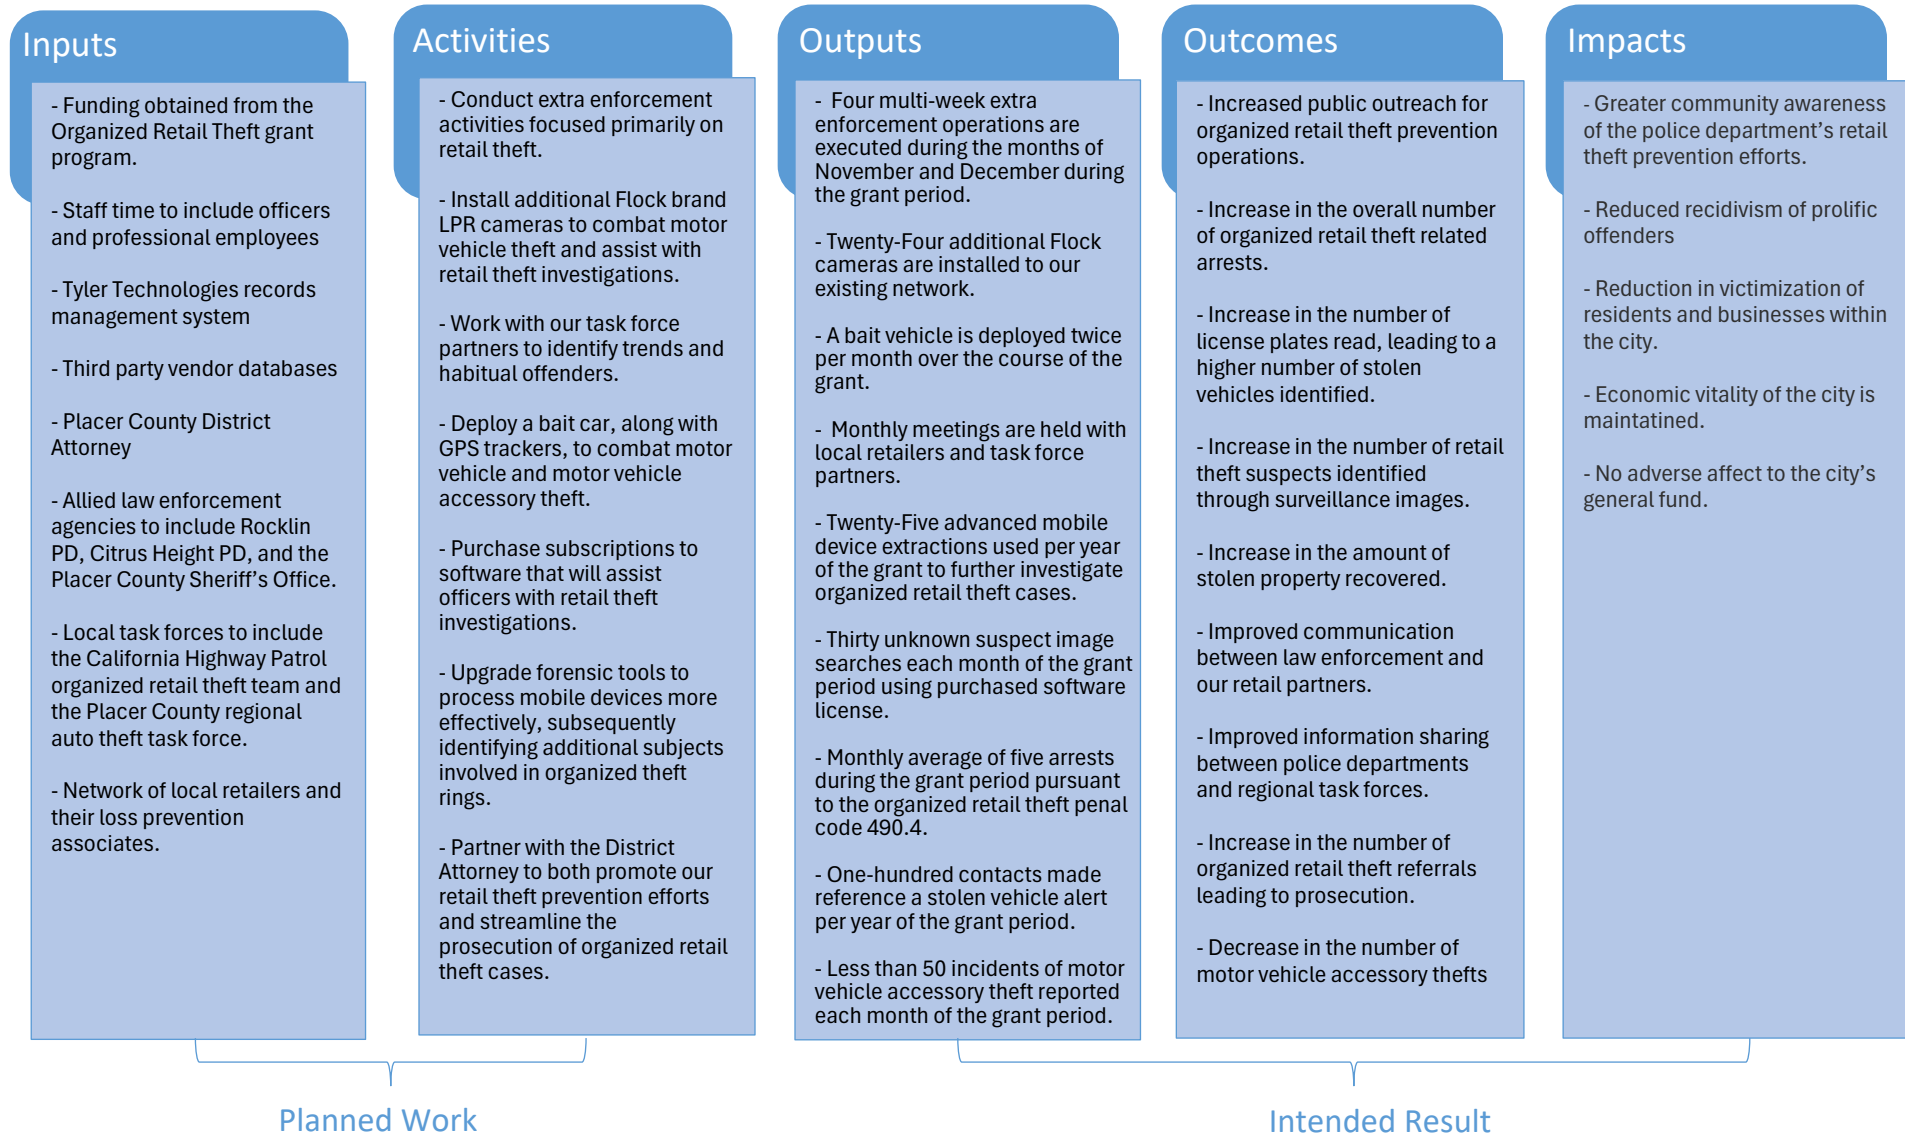 Inputs
- Funding obtained from the
Organized Retail Theft grant
program.
- Staff time to include officers
and professional employees
- Tyler Technologies records
management system
- Third party vendor databases
- Placer County District
Attorney
- Allied law enforcement
agencies to include Rocklin
PD, Citrus Height PD, and the
Placer County Sheriff’s Office.
- Local task forces to include
the California Highway Patrol
organized retail theft team and
the Placer County regional
auto theft task force.
- Network of local retailers and
their loss prevention
associates.
Activities
- Conduct extra enforcement
activities focused primarily on
retail theft.
- Install additional Flock brand
LPR cameras to combat motor
vehicle theft and assist with
retail theft investigations.
- Work with our task force
partners to identify trends and
habitual offenders.
- Deploy a bait car, along with
GPS trackers, to combat motor
vehicle and motor vehicle
accessory theft.
- Purchase subscriptions to
software that will assist
officers with retail theft
investigations.
- Upgrade forensic tools to
process mobile devices more
effectively, subsequently
identifying additional subjects
involved in organized theft
rings.
- Partner with the District
Attorney to both promote our
retail theft prevention efforts
and streamline the
prosecution of organized retail
theft cases.
Outputs
- Four multi-week extra
enforcement operations are
executed during the months of
November and December during
the grant period.
- Twenty-Four additional Flock
cameras are installed to our
existing network.
- A bait vehicle is deployed twice
per month over the course of the
grant.
- Monthly meetings are held with
local retailers and task force
partners.
- Twenty-Five advanced mobile
device extractions used per year
of the grant to further investigate
organized retail theft cases.
- Thirty unknown suspect image
searches each month of the grant
period using purchased software
license.
- Monthly average of five arrests
during the grant period pursuant
to the organized retail theft penal
code 490.4.
- One-hundred contacts made
reference a stolen vehicle alert
per year of the grant period.
- Less than 50 incidents of motor
vehicle accessory theft reported
each month of the grant period.
Outcomes
- Increased public outreach for
organized retail theft prevention
operations.
- Increase in the overall number
of organized retail theft related
arrests.
- Increase in the number of
license plates read, leading to a
higher number of stolen
vehicles identified.
- Increase in the number of retail
theft suspects identified
through surveillance images.
- Increase in the amount of
stolen property recovered.
- Improved communication
between law enforcement and
our retail partners.
- Improved information sharing
between police departments
and regional task forces.
- Increase in the number of
organized retail theft referrals
leading to prosecution.
- Decrease in the number of
motor vehicle accessory thefts
Impacts
- Greater community awareness
of the police department’s retail
theft prevention efforts.
- Reduced recidivism of prolific
offenders
- Reduction in victimization of
residents and businesses within
the city.
- Economic vitality of the city is
maintatined.
- No adverse affect to the city’s
general fund.
Planned Work
Intended Result